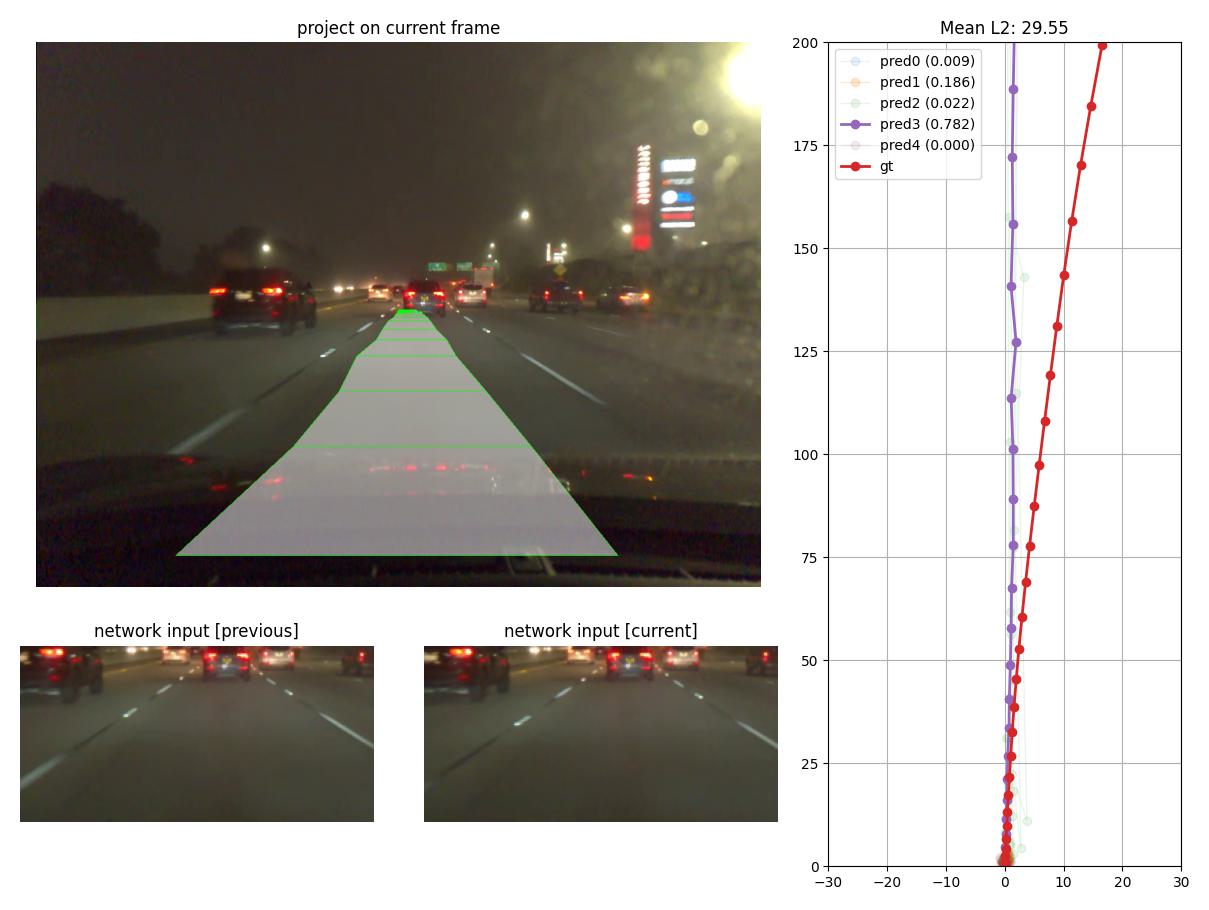 project on current frame
Mean L2: 29.55
200
175
150
125
100
75
50
25
0
−30
−20
−10
0
10
20
30
pred0 (0.009)
pred1 (0.186)
pred2 (0.022)
pred3 (0.782)
pred4 (0.000)
gt
network input [previous]
network input [current]